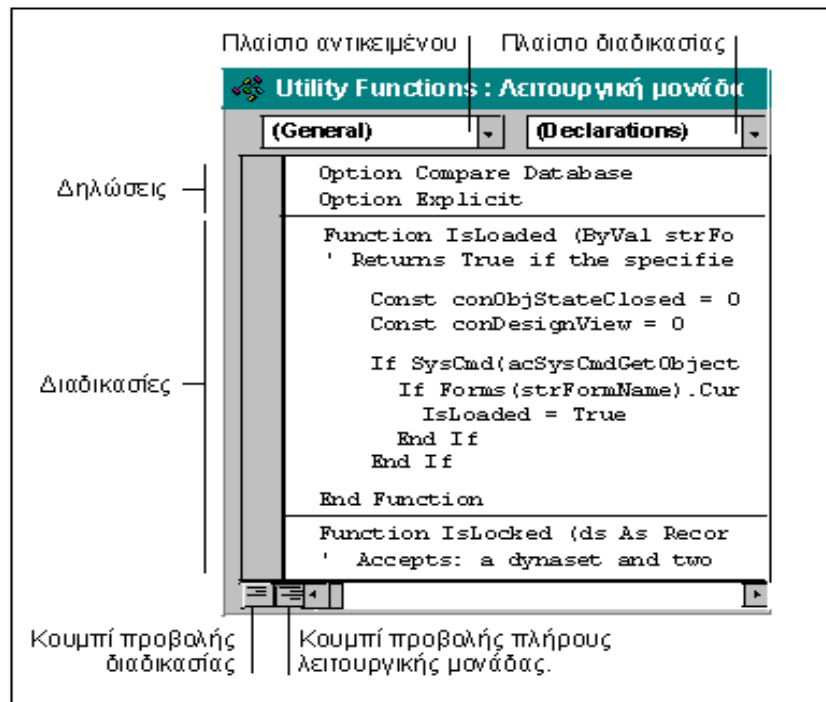 Πλαίσιο αντικειμένου Πλαίσιο διαδικασίας
Utility Functions : Λειτουργική μονάδα
(General) (Declarations)
Δηλώσεις
Option Compare Database
Option Explicit
Function IsLoaded (ByVal strFo
' Returns True if the specifie
Const conObjStateClosed = 0
Const conDesignView = 0
Διαδικασίες
If SysCmd(acSysCmdGetObject
If Forms(strFormName).Cur
IsLoaded = True
End If
End If
End Function
Function IsLocked (ds As Recor
' Accepts: a dynaset and two
Κουμπί προβολής
διαδικασίας
Κουμπί προβολής πλήρους
λειτουργικής μονάδας.